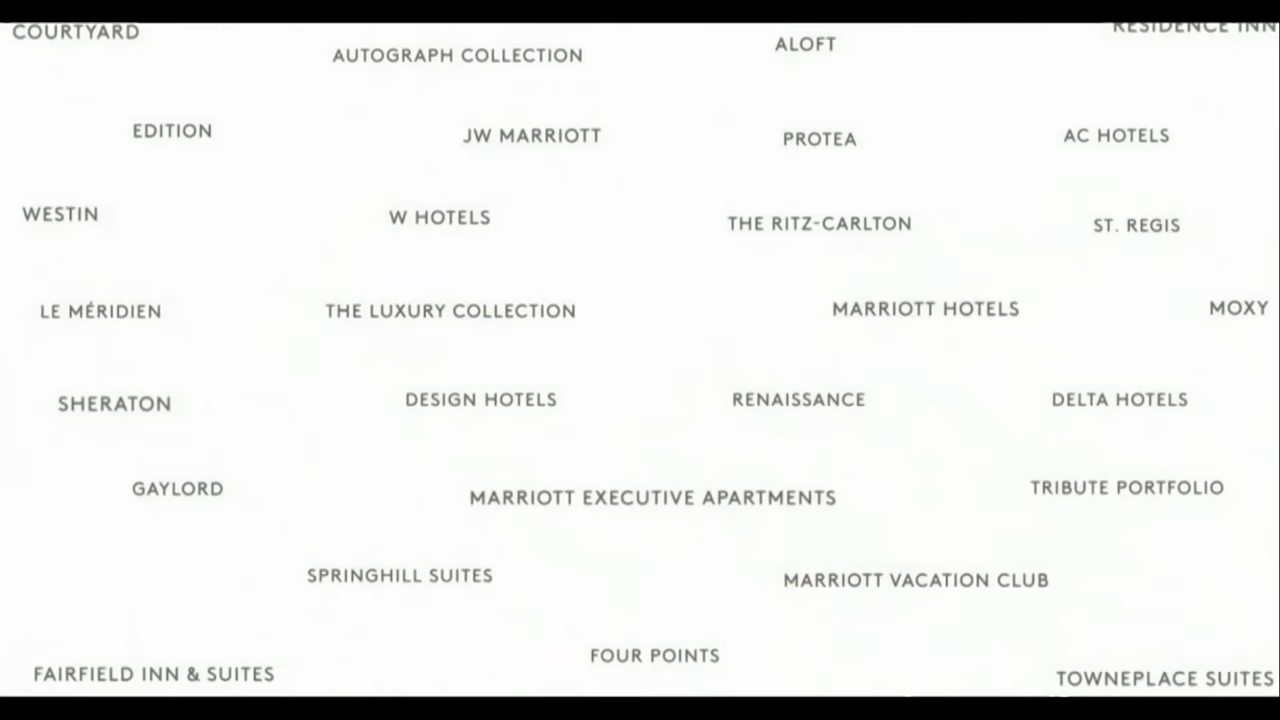 COURTYARD
AUTOGRAPH COLLECTION
ALOFT
RESIDENCE INN
EDITION
JW MARRIOTT
PROTEA
AC HOTELS
WESTIN
W HOTELS
THE RITZ-CARLTON
ST. REGIS
LE MÉRIDIEN
THE LUXURY COLLECTION
MARRIOTT HOTELS
MOXY
SHERATON
DESIGN HOTELS
RENAISSANCE
DELTA HOTELS
GAYLORD
MARRIOTT EXECUTIVE APARTMENTS
TRIBUTE PORTFOLIO
SPRINGHILL SUITES
MARRIOTT VACATION CLUB
FOUR POINTS
FAIRFIELD INN & SUITES
TOWNEPLACE SUITES